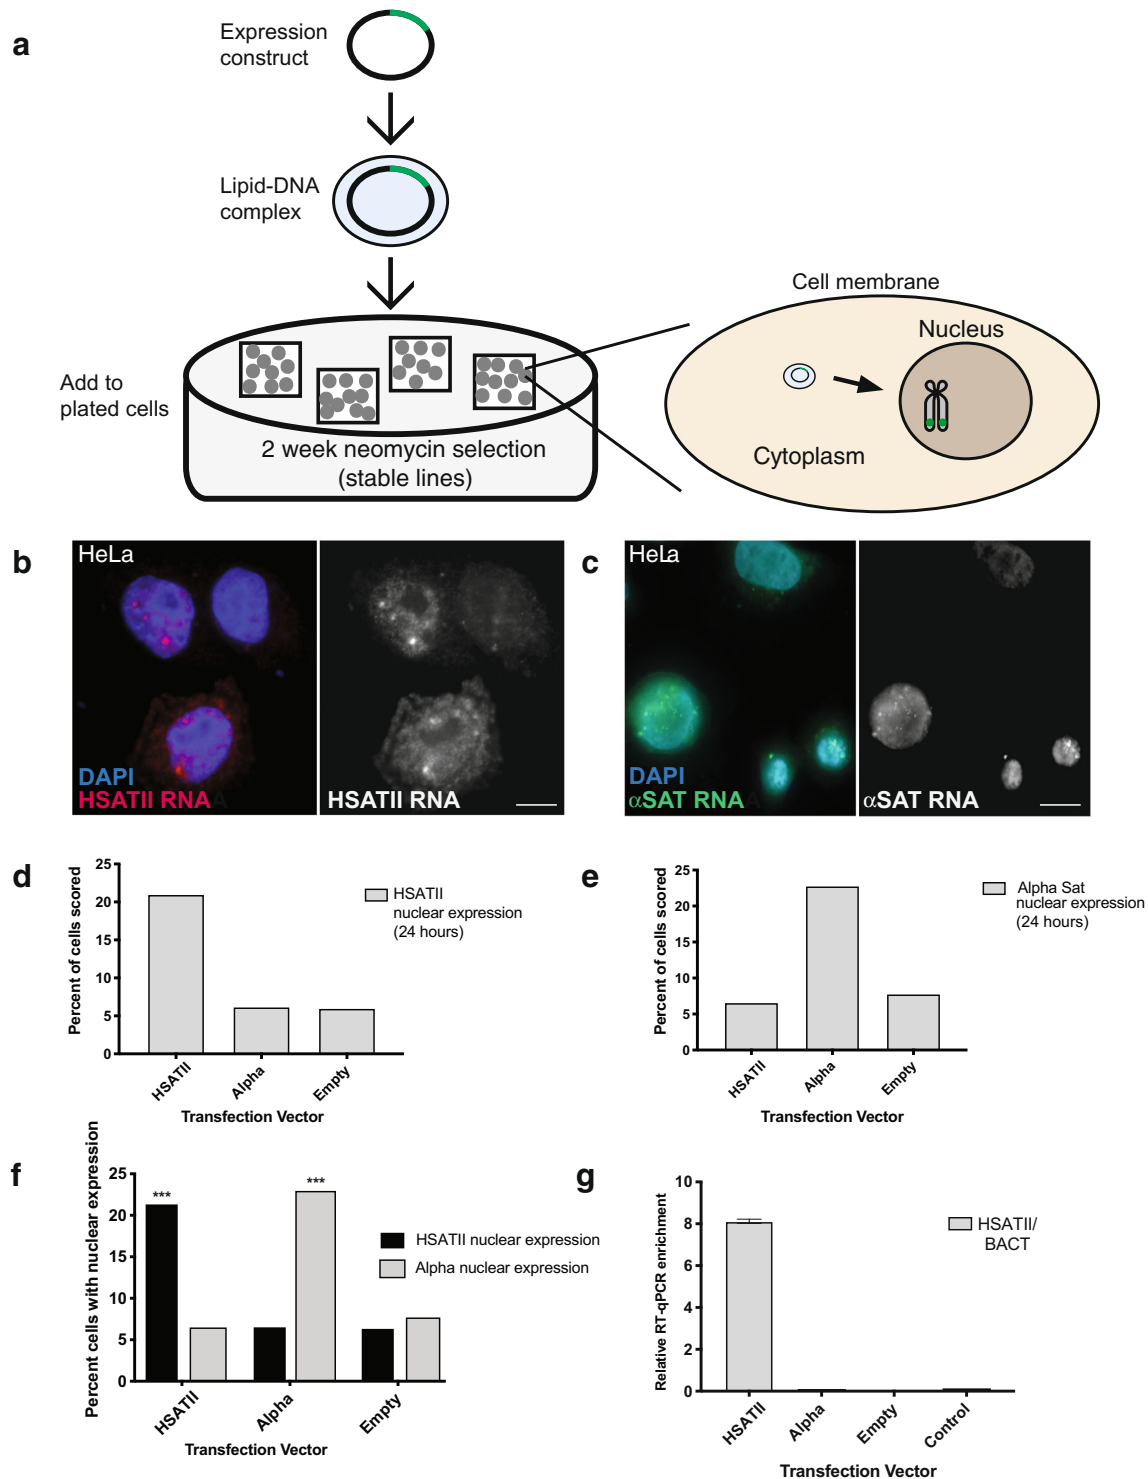 a
Expression
construct
Lipid-DNA
complex
Add to
plated cells
2 week neomycin selection
(stable lines)
Cell membrane
Nucleus
Cytoplasm
b
HeLa
DAPI
HSATII RNA
HSATII RNA
c
HeLa
DAPI
αSAT RNA
αSAT RNA
d
Percent of cells scored
25
20
15
10
5
0
HSATII
Alpha
Empty
Transfection Vector
HSATII
nuclear expression
(24 hours)
e
Percent of cells scored
25
20
15
10
5
0
HSATII
Alpha
Empty
Transfection Vector
Alpha Sat
nuclear expression
(24 hours)
f
Percent cells with nuclear expression
25
20
15
10
5
0
***
***
HSATII
Alpha
Empty
Transfection Vector
HSATII nuclear expression
Alpha nuclear expression
g
Relative RT-qPCR enrichment
10
8
6
4
2
0
HSATII
Alpha
Empty
Control
Transfection Vector
HSATII/
BACT